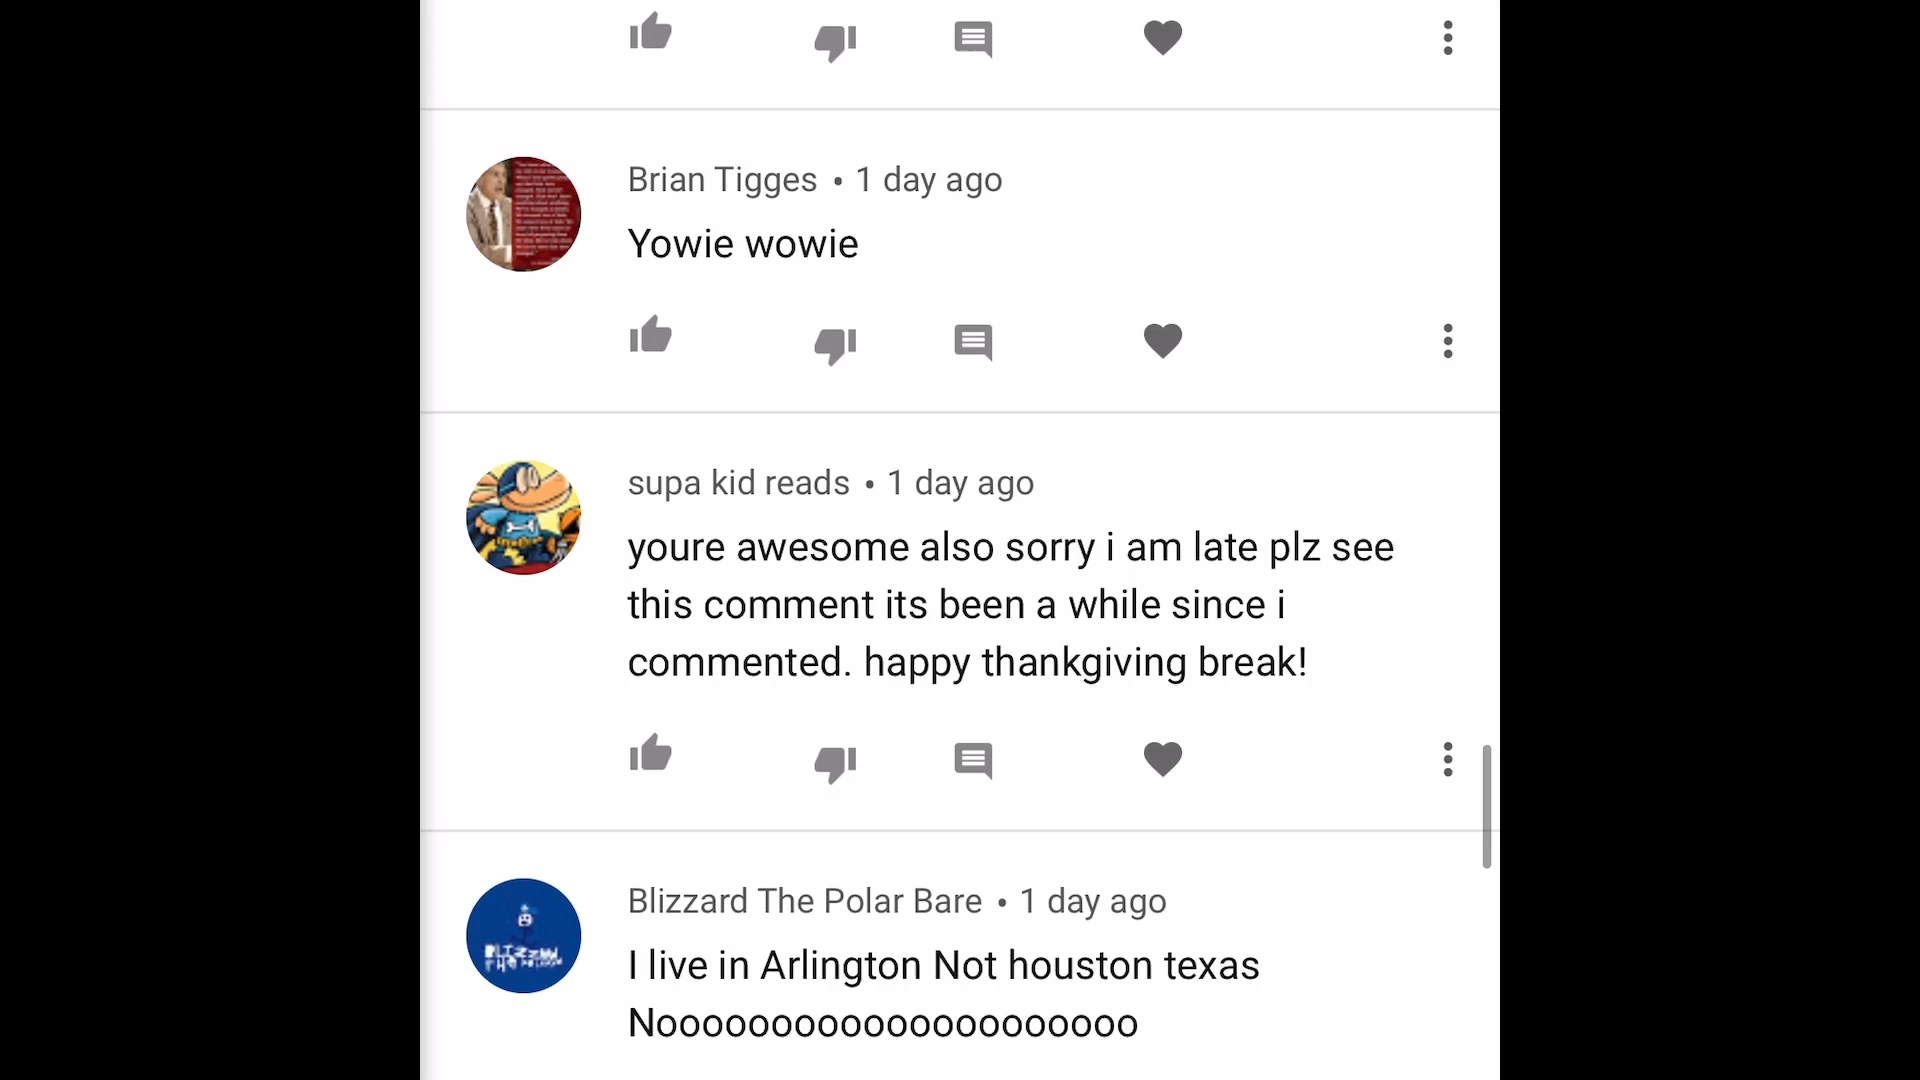 Brian Tigges • 1 day ago
Yowie wowie
supa kid reads • 1 day ago
youre awesome also sorry i am late plz see
this comment its been a while since i
commented. happy thankgiving break!
Blizzard The Polar Bare • 1 day ago
I live in Arlington Not houston texas
Nooooooooooooooooooooo